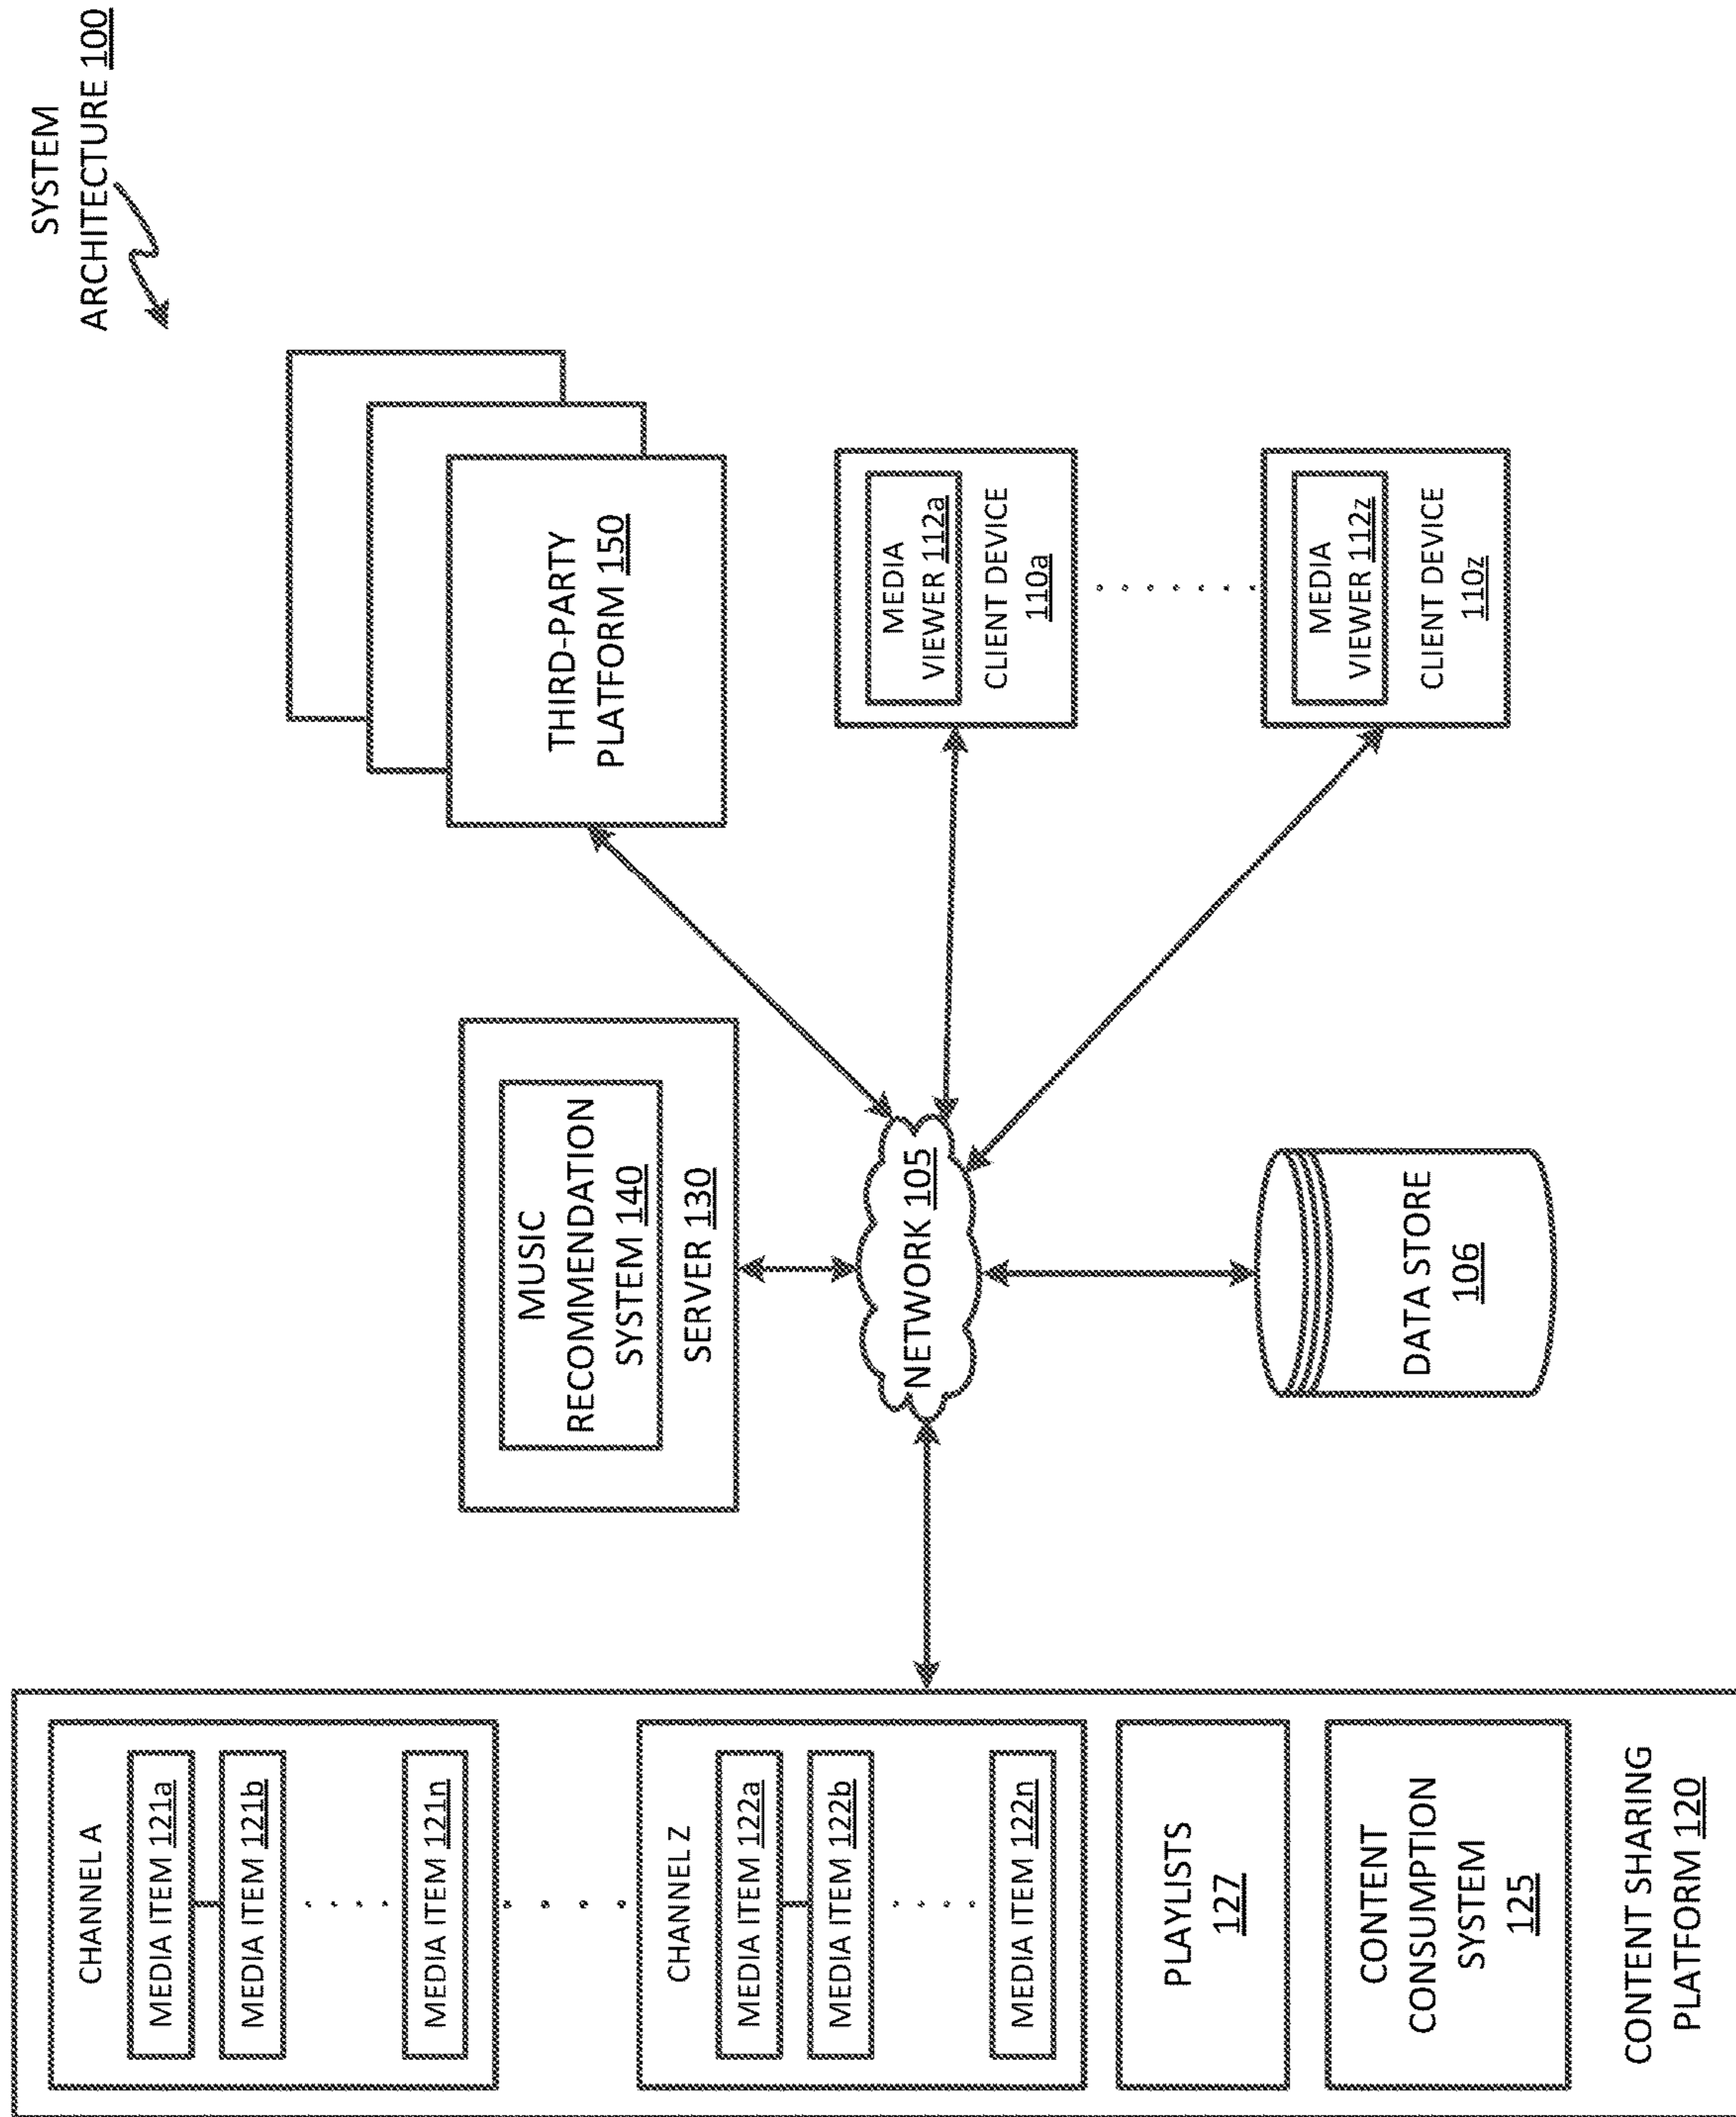 SYSTEM
ARCHITECTURE 100
CHANNEL A
MEDIA ITEM 121a
MEDIA ITEM 121b
MEDIA ITEM 121n
CHANNEL Z
MEDIA ITEM 122a
MEDIA ITEM 122b
MEDIA ITEM 122n
PLAYLISTS
127
CONTENT
CONSUMPTION
SYSTEM
125
CONTENT SHARING
PLATFORM 120
MUSIC
RECOMMENDATION
SYSTEM 140
SERVER 130
NETWORK 105
DATA STORE
106
THIRD-PARTY
PLATFORM 150
MEDIA
VIEWER 112a
CLIENT DEVICE
110a
MEDIA
VIEWER 112z
CLIENT DEVICE
110z